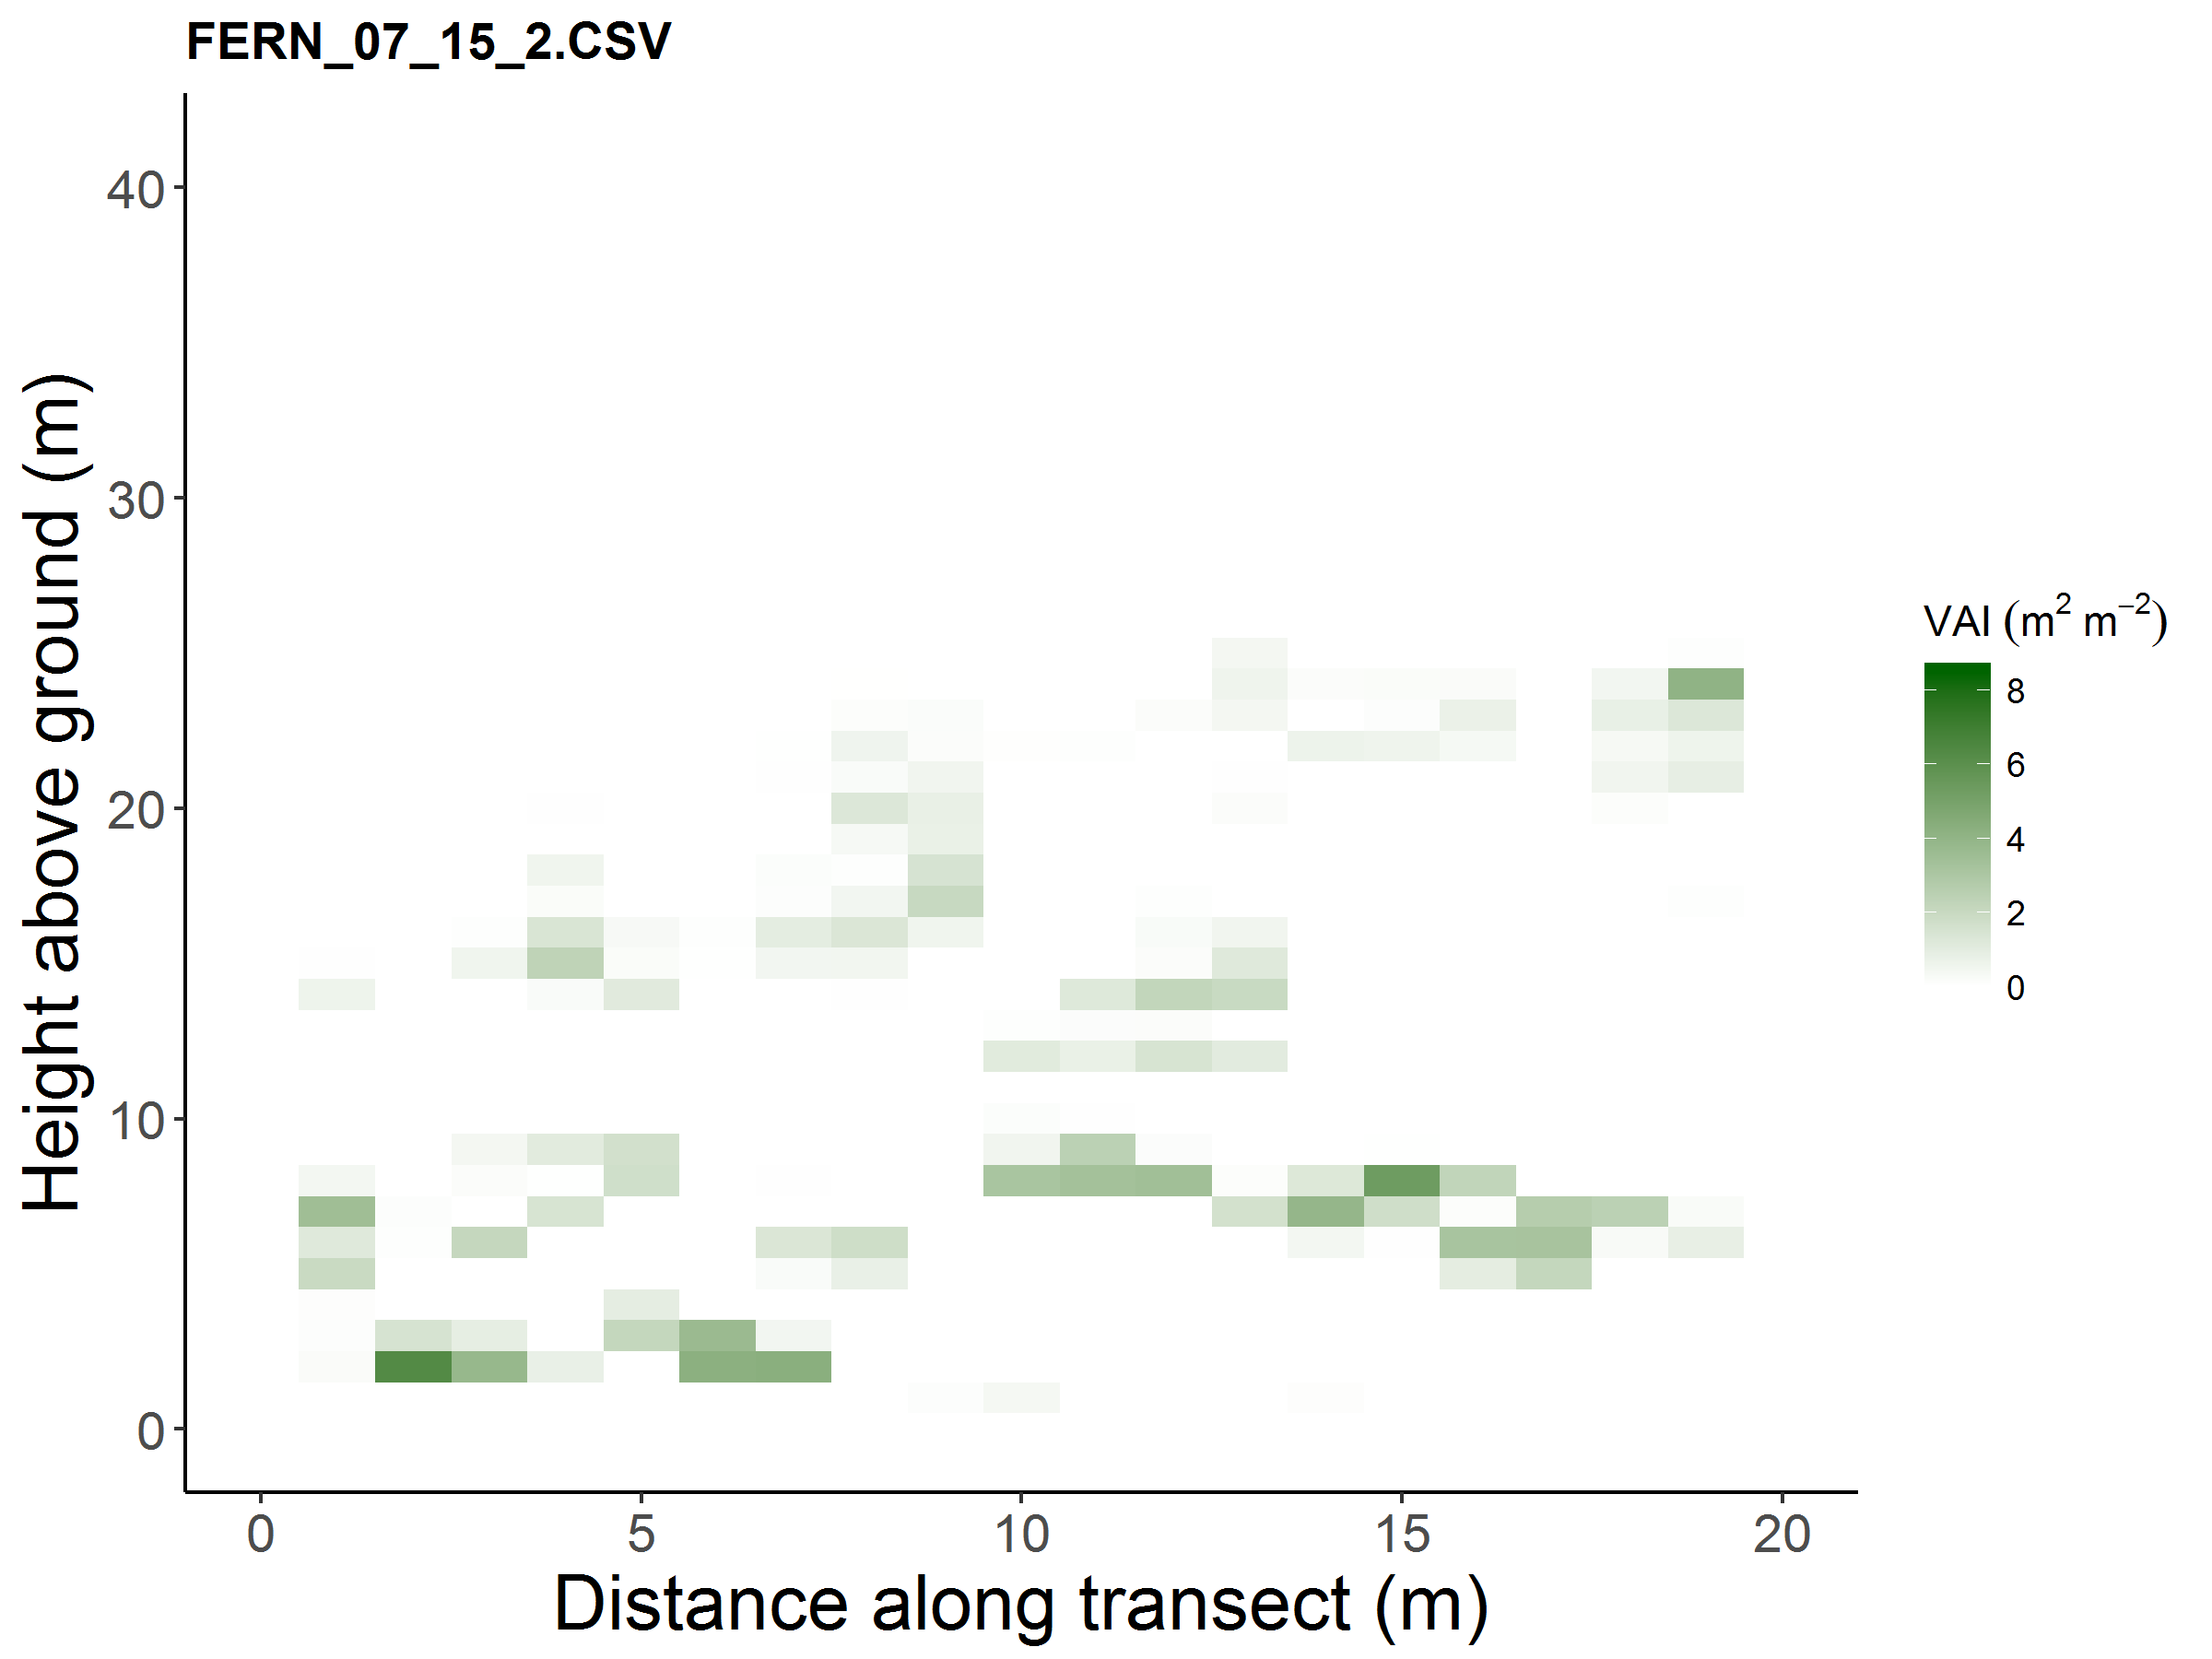 FERN_07_15_2.CSV
Height above ground (m)
40
30
20
10
0
0 5 10 15 20
Distance along transect (m)
VAI (m² m⁻²)
8
6
4
2
0